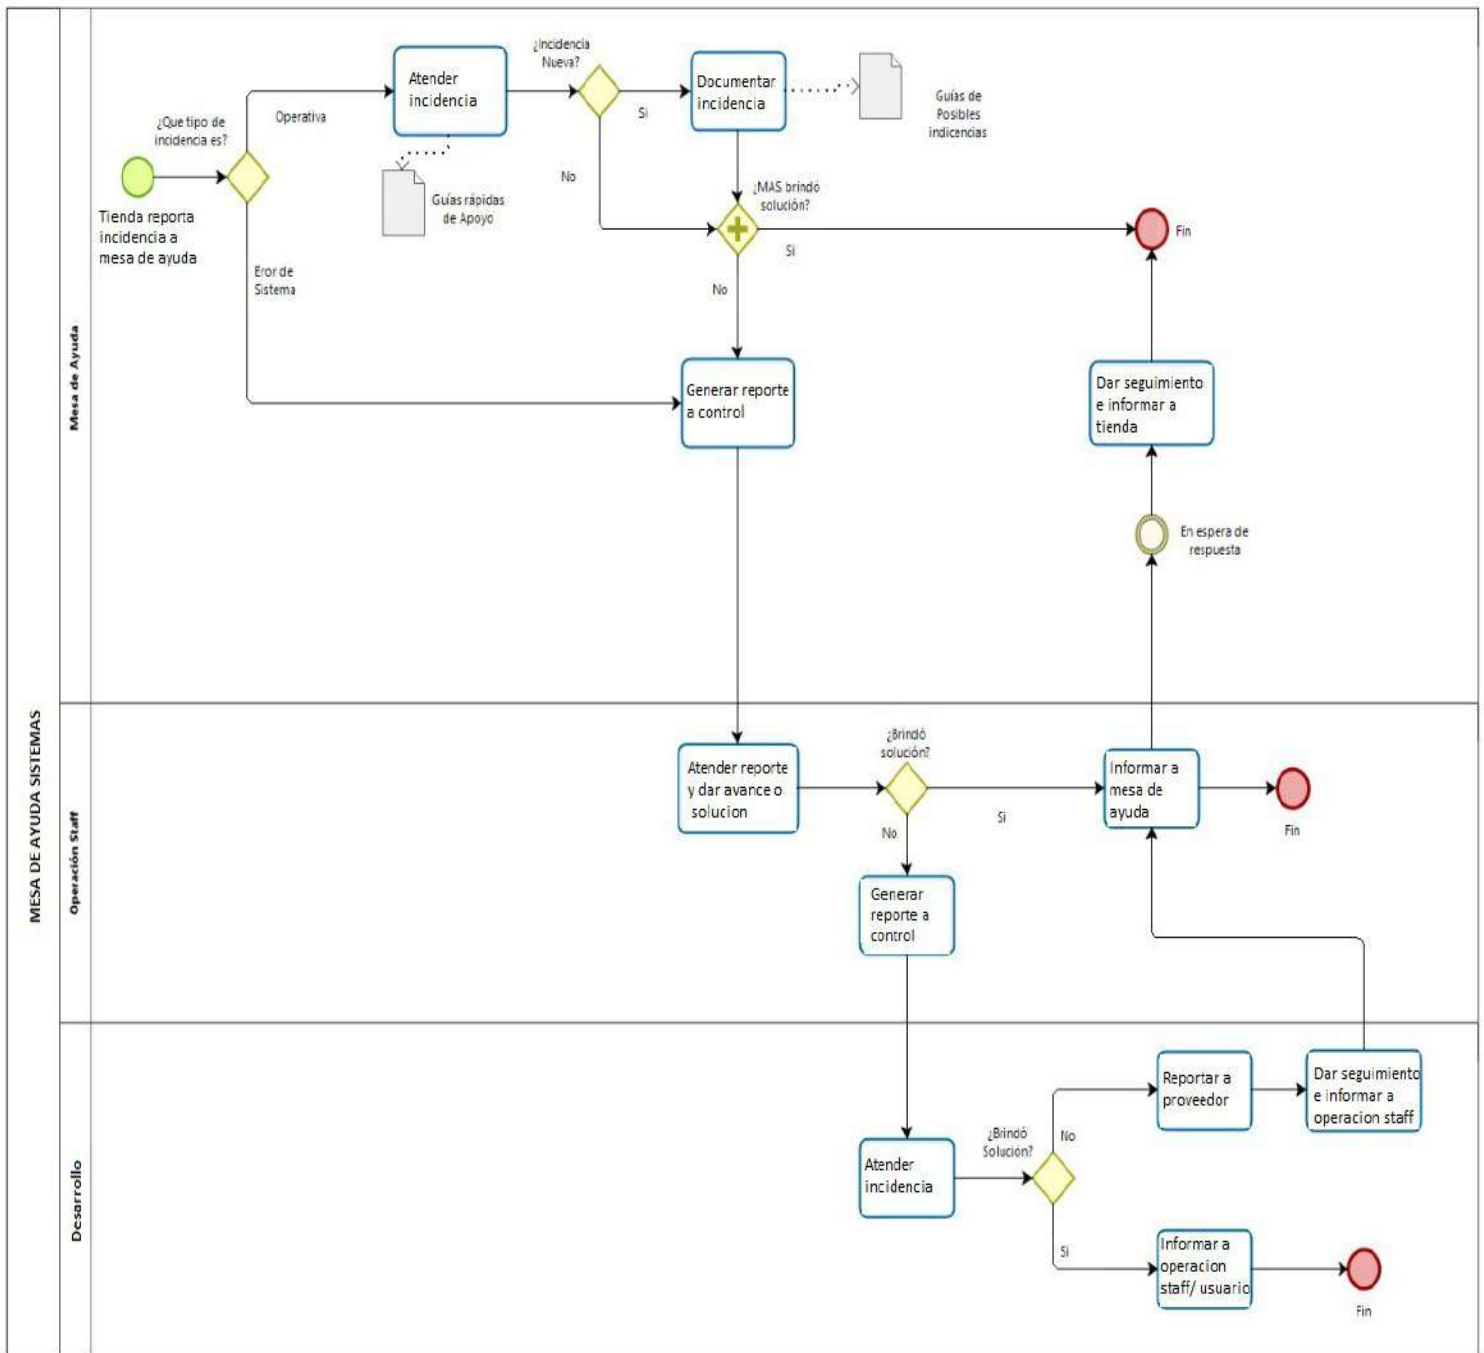 MESA DE AYUDA SISTEMAS
Mesa de Ayuda
¿Que tipo de
incidencia es?
Operativa
Tienda reporta
incidencia a
mesa de ayuda
Eror de
Sistema
Atender
incidencia
Guías rápidas
de Apoyo
¿Incidencia
Nueva?
Si
No
Documentar
incidencia
Guías de
Posibles
indicencias
¿MAS brindó
solución?
Si
No
Fin
Generar reporte
a control
Dar seguimiento
e informar a
tienda
En espera de
respuesta
Operación Staff
Atender reporte
y dar avance o
solucion
¿Brindó
solución?
Si
No
Informar a
mesa de
ayuda
Fin
Generar
reporte a
control
Desarrollo
Atender
incidencia
¿Brindó
Solución?
No
Si
Reportar a
proveedor
Dar seguimiento
e informar a
operacion staff
Informar a
operacion
staff/ usuario
Fin